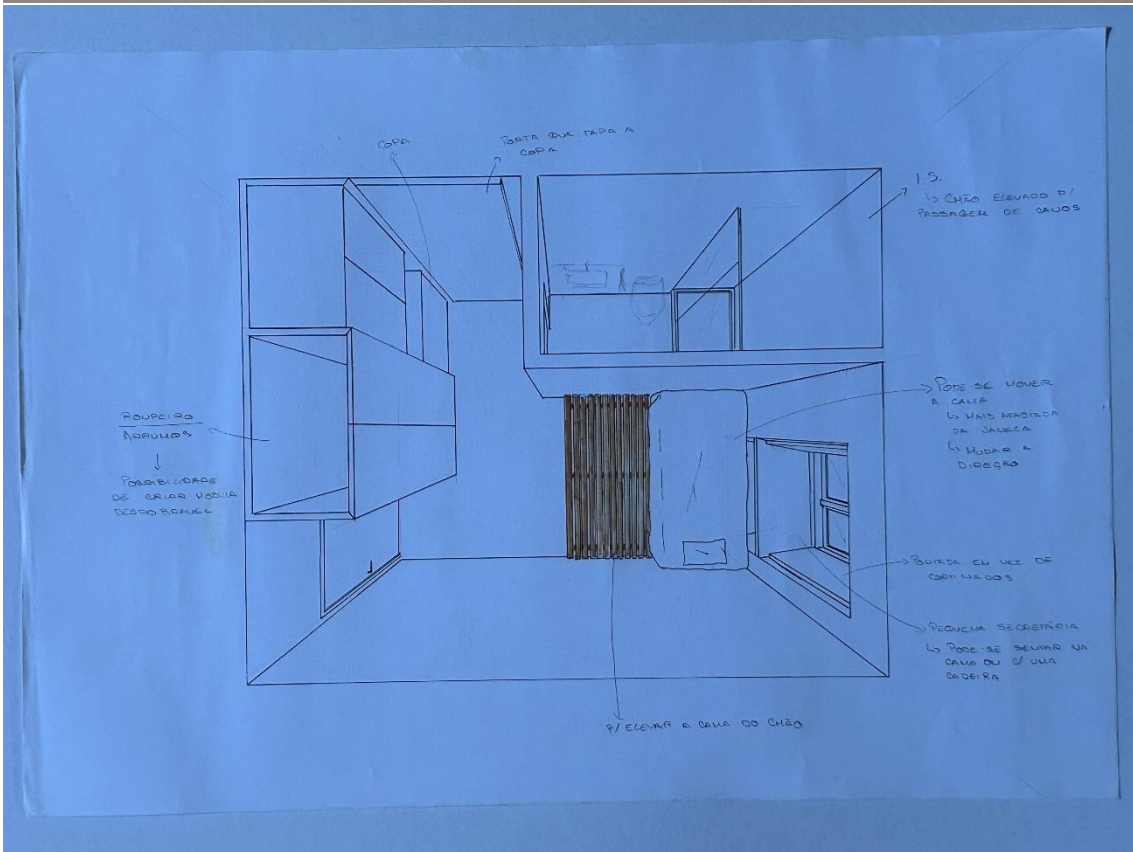 COPA
PORTA QUE TAPA A
COPA
I.S.
↳ CHÃO ELEVADO P/
PASSAGEM DE CANOS
ROUPEIRO
ARRUMOS
↓
POSSIBILIDADE
DE CRIAR MOBÍLIA
DESDOBRÁVEL
PODE SE MOVER
A CAMA
↳ MAIS AFASTADA
DA JANELA
↳ MUDAR A
DIREÇÃO
PORTADA EM VEZ DE
CORTINADOS
PEQUENA SECRETÁRIA
↳ PODE-SE SENTAR NA
CAMA OU C/ UMA
CADEIRA
P/ ELEVAR A CAMA DO CHÃO